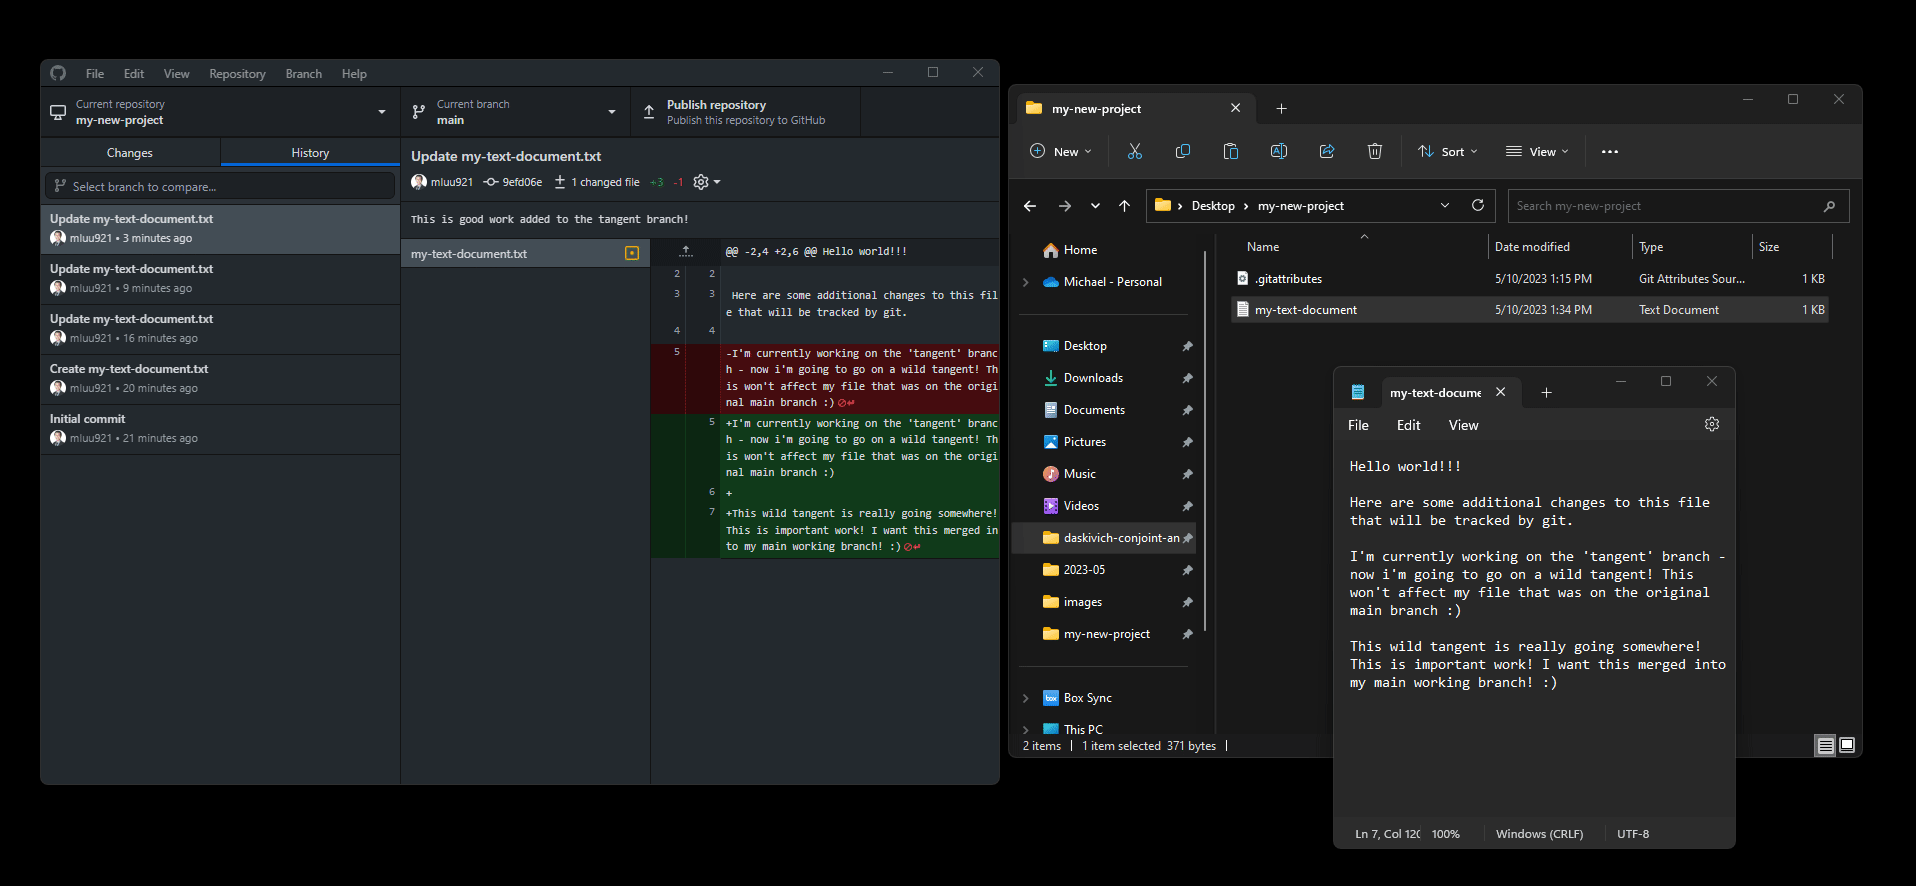 File Edit View Repository Branch Help
Current repository
my-new-project
Current branch
main
Publish repository
Publish this repository to GitHub
Changes
History
Select branch to compare...
Update my-text-document.txt
mluu921 • 3 minutes ago
Update my-text-document.txt
mluu921 • 9 minutes ago
Update my-text-document.txt
mluu921 • 16 minutes ago
Create my-text-document.txt
mluu921 • 20 minutes ago
Initial commit
mluu921 • 21 minutes ago
Update my-text-document.txt
mluu921 9efd06e 1 changed file +3 -1
This is good work added to the tangent branch!
my-text-document.txt
@@ -2,4 +2,6 @@ Hello world!!!
2 2
3 3 Here are some additional changes to this fil
e that will be tracked by git.
4 4
5 -I'm currently working on the 'tangent' branc
h - now i'm going to go on a wild tangent! Th
is won't affect my file that was on the origi
nal main branch :)
5 +I'm currently working on the 'tangent' branc
h - now i'm going to go on a wild tangent! Th
is won't affect my file that was on the origi
nal main branch :)
6 +
7 +This wild tangent is really going somewhere!
This is important work! I want this merged in
to my main working branch! :)
my-new-project
New Sort View
Desktop my-new-project
Search my-new-project
Home
Michael - Personal
Desktop
Downloads
Documents
Pictures
Music
Videos
daskivich-conjoint-an
2023-05
images
my-new-project
Box Sync
This PC
Name Date modified Type Size
.gitattributes 5/10/2023 1:15 PM Git Attributes Sour... 1 KB
my-text-document 5/10/2023 1:34 PM Text Document 1 KB
2 items 1 item selected 371 bytes
my-text-docume
File Edit View
Hello world!!!
Here are some additional changes to this file
that will be tracked by git.
I'm currently working on the 'tangent' branch -
now i'm going to go on a wild tangent! This
won't affect my file that was on the original
main branch :)
This wild tangent is really going somewhere!
This is important work! I want this merged into
my main working branch! :)
Ln 7, Col 120 100% Windows (CRLF) UTF-8